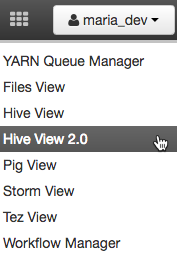 maria_dev
YARN Queue Manager
Files View
Hive View
Hive View 2.0
Pig View
Storm View
Tez View
Workflow Manager